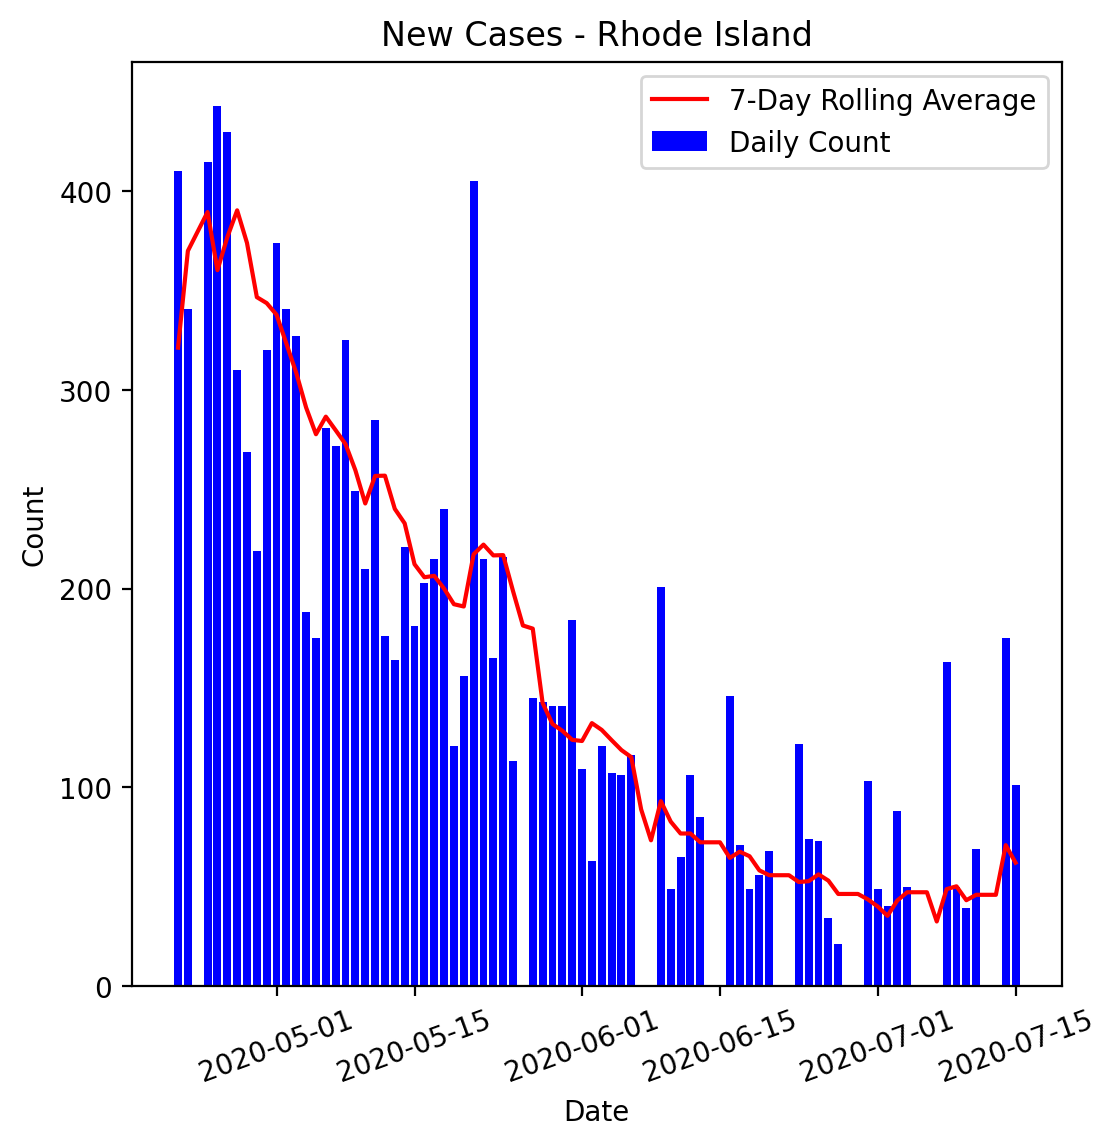 New Cases - Rhode Island
7-Day Rolling Average
Daily Count
400
300
200
100
0
Count
2020-05-01
2020-05-15
2020-06-01
2020-06-15
2020-07-01
2020-07-15
Date